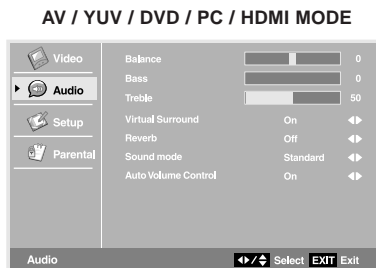 AV / YUV / DVD / PC / HDMI MODE
Video
Audio
Setup
Parental
Balance 0
Bass 0
Treble 50
Virtual Surround On
Reverb Off
Sound mode Standard
Auto Volume Control On
Audio
/ Select EXIT Exit